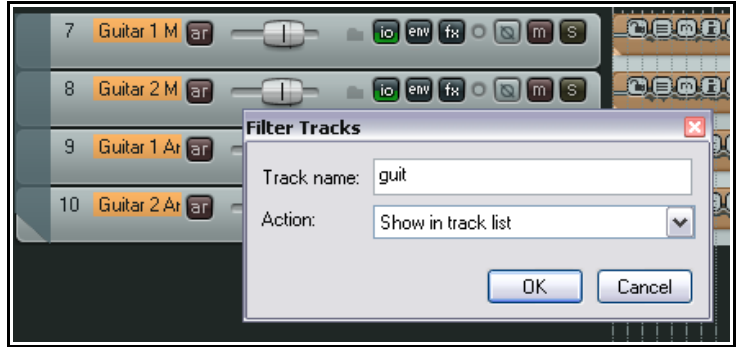 7 Guitar 1 M ar io env fx m S
8 Guitar 2 M ar io env fx m S
Filter Tracks
9 Guitar 1 Ar ar
Track name: guit
10 Guitar 2 Ar ar
Action: Show in track list
OK Cancel